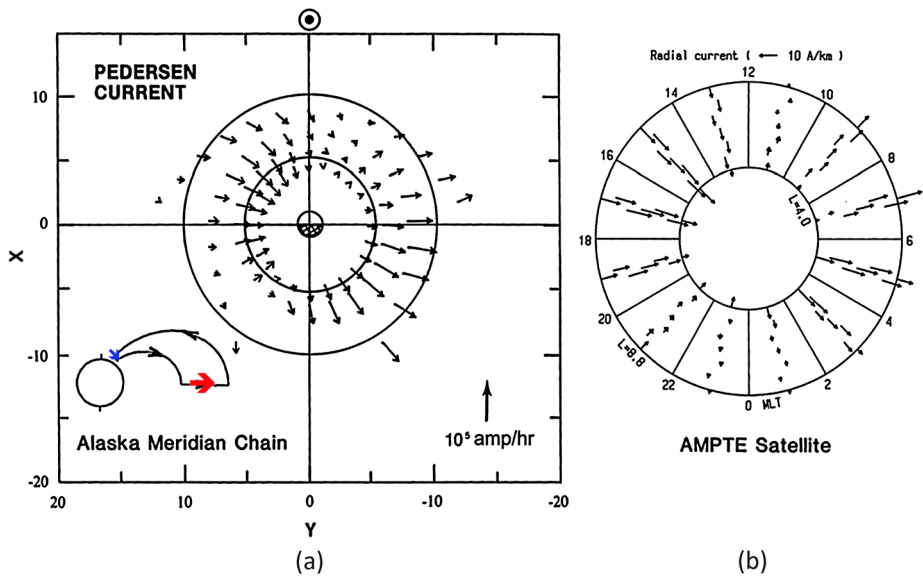 PEDERSEN
CURRENT
10
0
-10
-20
X
20
10
0
-10
-20
Y
Alaska Meridian Chain
10⁵ amp/hr
(a)
Radial current ( ← 10 A/km )
12
14
10
16
8
L=4.0
18
6
20
4
L=8.8
22
2
0 MLT
AMPTE Satellite
(b)